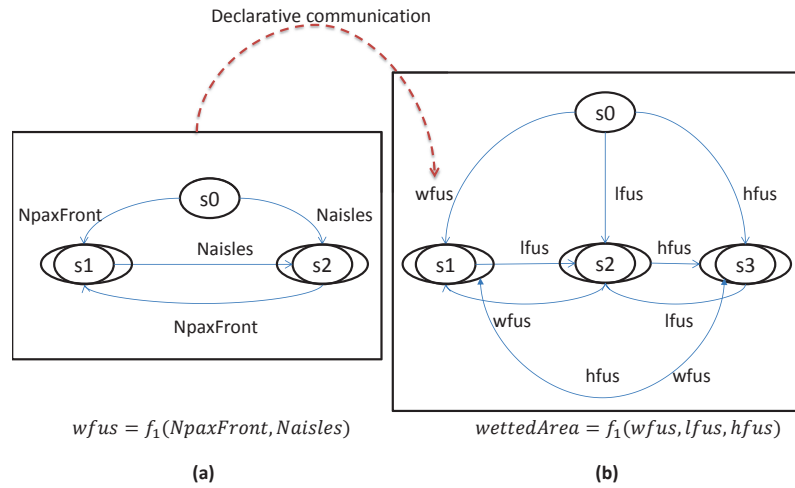 Declarative communication
s0
NpaxFront
Naisles
Naisles
s1
s2
NpaxFront
wfus = f1(NpaxFront, Naisles)
(a)
s0
wfus
lfus
hfus
lfus
hfus
s1
s2
s3
wfus
lfus
hfus
wfus
wettedArea = f1(wfus, lfus, hfus)
(b)